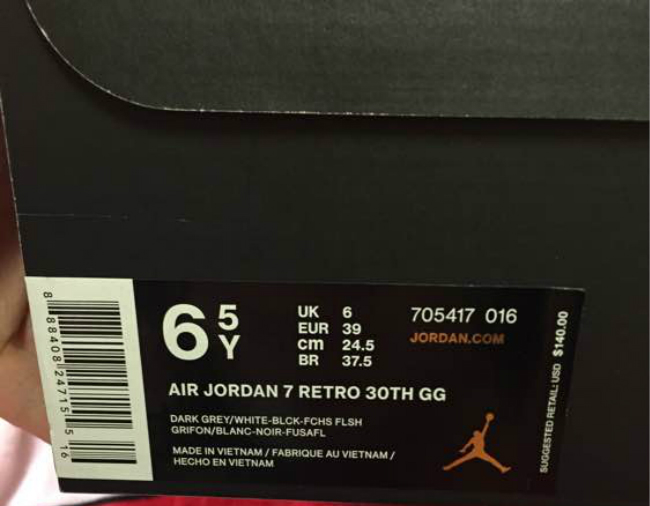 6 5 Y
UK 6
EUR 39
cm 24.5
BR 37.5
705417 016
JORDAN.COM
AIR JORDAN 7 RETRO 30TH GG
DARK GREY/WHITE-BLCK-FCHS FLSH
GRIFON/BLANC-NOIR-FUSAFL
MADE IN VIETNAM / FABRIQUE AU VIETNAM /
HECHO EN VIETNAM
SUGGESTED RETAIL: USD $140.00
8 88408 24715 5 16